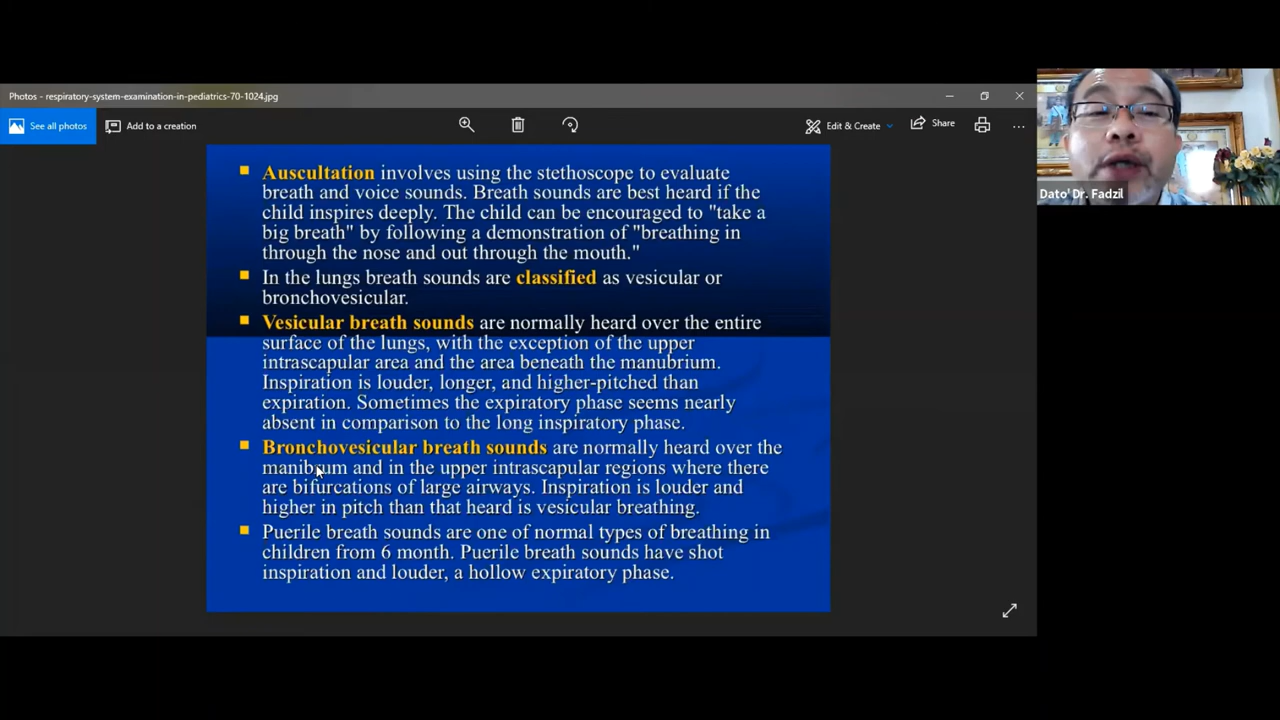 Photos - respiratory-system-examination-in-pediatrics-70-1024.jpg
See all photos
Add to a creation
Edit & Create
Share
Dato' Dr. Fadzil
Auscultation involves using the stethoscope to evaluate
breath and voice sounds. Breath sounds are best heard if the
child inspires deeply. The child can be encouraged to "take a
big breath" by following a demonstration of "breathing in
through the nose and out through the mouth."
In the lungs breath sounds are classified as vesicular or
bronchovesicular.
Vesicular breath sounds are normally heard over the entire
surface of the lungs, with the exception of the upper
intrascapular area and the area beneath the manubrium.
Inspiration is louder, longer, and higher-pitched than
expiration. Sometimes the expiratory phase seems nearly
absent in comparison to the long inspiratory phase.
Bronchovesicular breath sounds are normally heard over the
manibrium and in the upper intrascapular regions where there
are bifurcations of large airways. Inspiration is louder and
higher in pitch than that heard is vesicular breathing.
Puerile breath sounds are one of normal types of breathing in
children from 6 month. Puerile breath sounds have shot
inspiration and louder, a hollow expiratory phase.